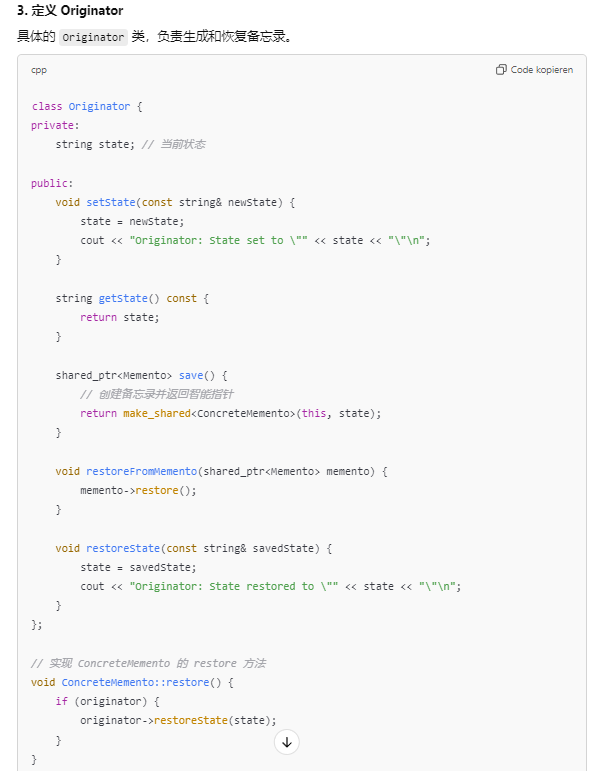 3. 定义 Originator
具体的 Originator 类，负责生成和恢复备忘录。
cpp
Code kopieren
class Originator {
private:
    string state; // 当前状态
public:
    void setState(const string& newState) {
        state = newState;
        cout << "Originator: State set to \"" << state << "\"\n";
    }
    string getState() const {
        return state;
    }
    shared_ptr<Memento> save() {
        // 创建备忘录并返回智能指针
        return make_shared<ConcreteMemento>(this, state);
    }
    void restoreFromMemento(shared_ptr<Memento> memento) {
        memento->restore();
    }
    void restoreState(const string& savedState) {
        state = savedState;
        cout << "Originator: State restored to \"" << state << "\"\n";
    }
};
// 实现 ConcreteMemento 的 restore 方法
void ConcreteMemento::restore() {
    if (originator) {
        originator->restoreState(state);
    }
}